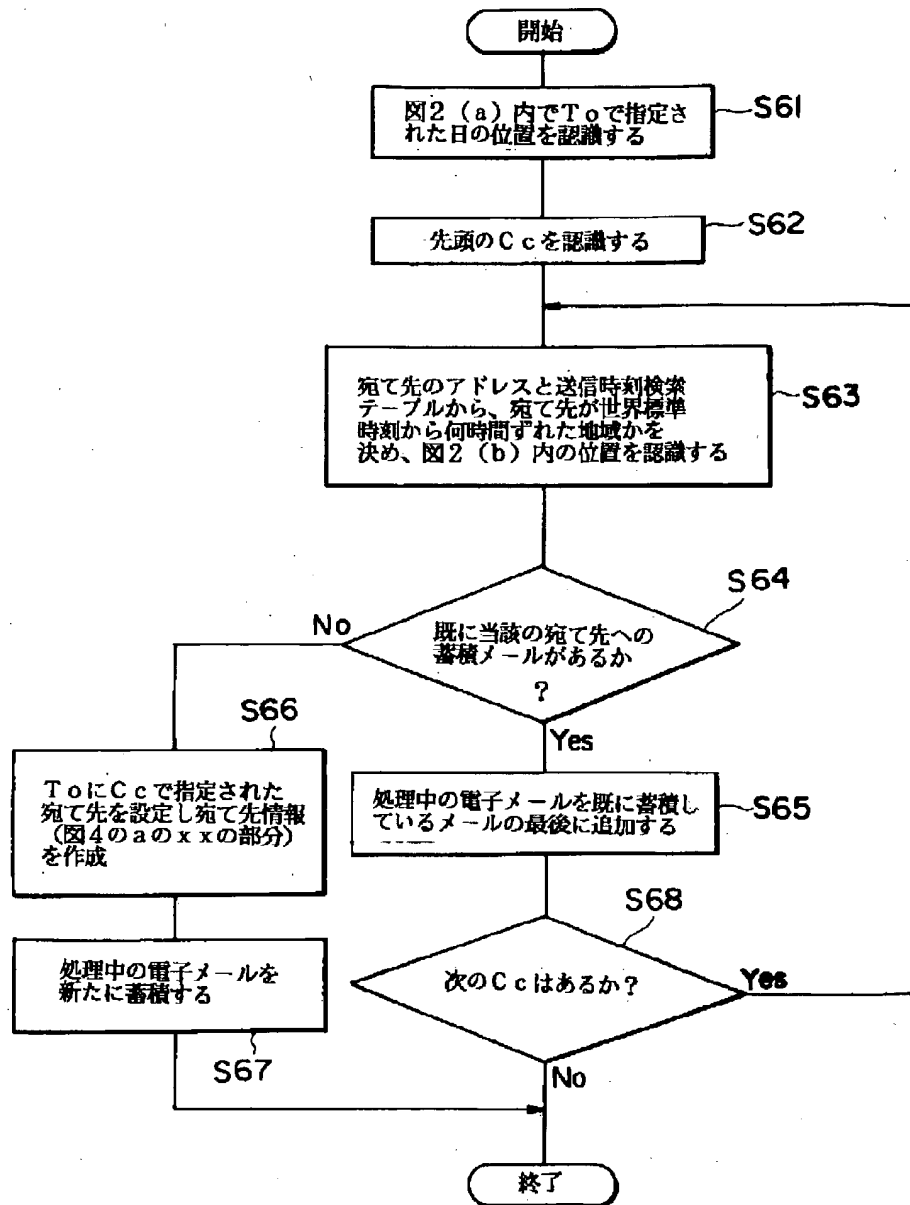 開始
図2（a）内でToで指定さ
れた日の位置を認識する
S61
先頭のCcを認識する
S62
宛て先のアドレスと送信時刻検索
テーブルから、宛て先が世界標準
時刻から何時間ずれた地域かを
決め、図2（b）内の位置を認識する
S63
既に当該の宛て先への
蓄積メールがあるか
？
S64
No
Yes
S66
ToにCcで指定された
宛て先を設定し宛て先情報
（図4のaのxxの部分）
を作成
処理中の電子メールを既に蓄積し
ているメールの最後に追加する
S65
処理中の電子メールを
新たに蓄積する
S67
次のCcはあるか？
S68
Yes
No
終了